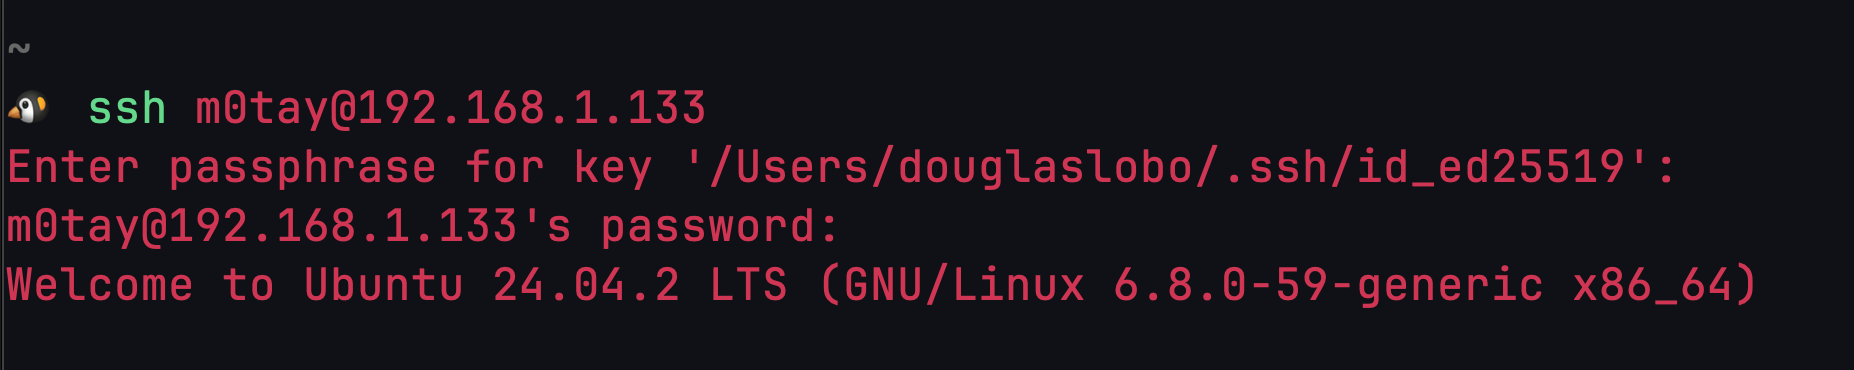 ~
ssh m0tay@192.168.1.133
Enter passphrase for key '/Users/douglaslobo/.ssh/id_ed25519':
m0tay@192.168.1.133's password:
Welcome to Ubuntu 24.04.2 LTS (GNU/Linux 6.8.0-59-generic x86_64)